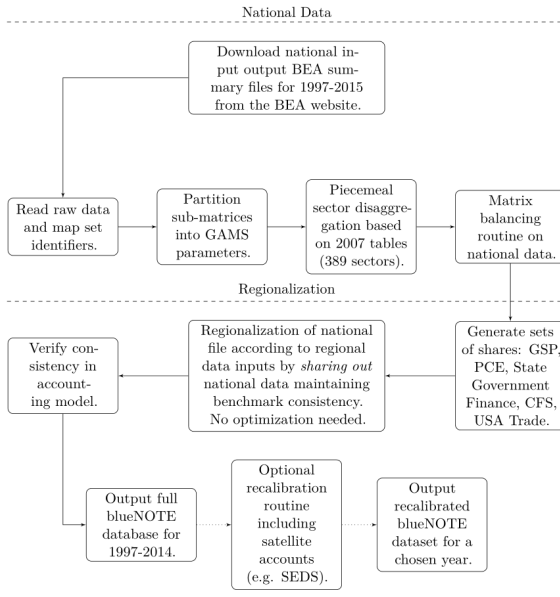 National Data
Download national in-
put output BEA sum-
mary files for 1997-2015
from the BEA website.
Read raw data
and map set
identifiers.
Partition
sub-matrices
into GAMS
parameters.
Piecemeal
sector disaggre-
gation based
on 2007 tables
(389 sectors).
Matrix
balancing
routine on
national data.
Regionalization
Generate sets
of shares: GSP,
PCE, State
Government
Finance, CFS,
USA Trade.
Regionalization of national
file according to regional
data inputs by sharing out
national data maintaining
benchmark consistency.
No optimization needed.
Verify con-
sistency in
account-
ing model.
Output full
blueNOTE
database for
1997-2014.
Optional
recalibration
routine
including
satellite
accounts
(e.g. SEDS).
Output
recalibrated
blueNOTE
dataset for a
chosen year.